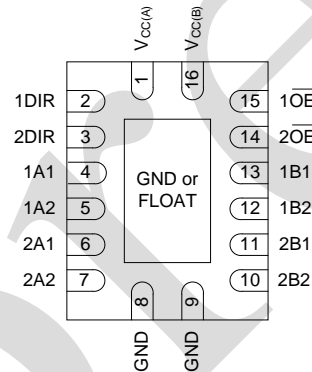 VCC(A) VCC(B)
1 16
1DIR 2 15 1OE
2DIR 3 14 2OE
1A1 4 13 1B1
1A2 5 12 1B2
2A1 6 11 2B1
2A2 7 10 2B2
GND or
FLOAT
8 9
GND GND